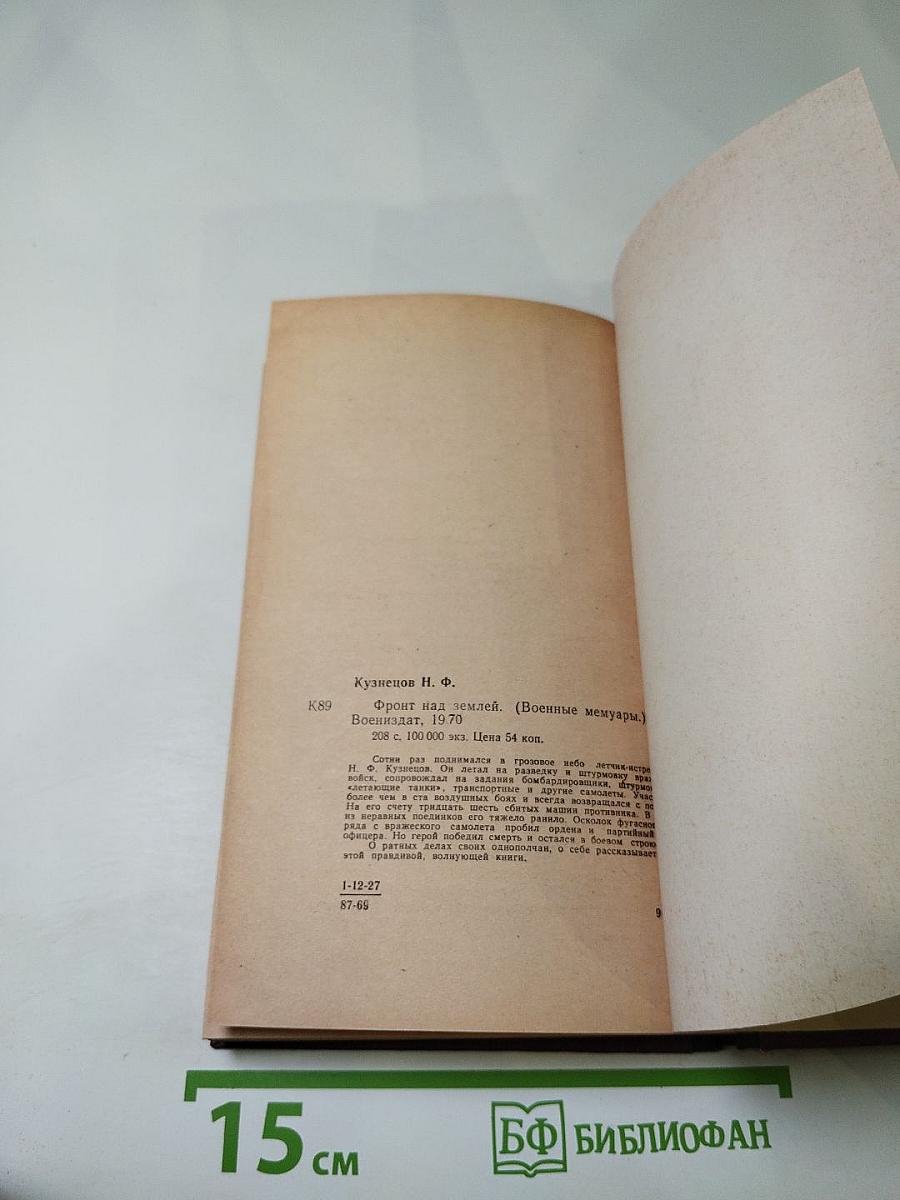 Кузнецов Н. Ф.
К89 Фронт над землей. (Военные мемуары.)
Воениздат, 1970
208 с. 100 000 экз. Цена 54 коп.
Сотни раз поднимался в грозовое небо летчик-истре
Н. Ф. Кузнецов. Он летал на разведку и штурмовку враж
войск, сопровождал на задания бомбардировщики, штурмов
«летающие танки», транспортные и другие самолеты. Учас
более чем в ста воздушных боях и всегда возвращался с по
На его счету тридцать шесть сбитых машин противника. В
из неравных поединков его тяжело ранило. Осколок фугасног
ряда с вражеского самолета пробил ордена и партийный
офицера. Но герой победил смерть и остался в боевом строю
О ратных делах своих однополчан, о себе рассказывает
этой правдивой, волнующей книги.
1-12-27
87-69
9
15 см
БФ БИБЛИОФАН